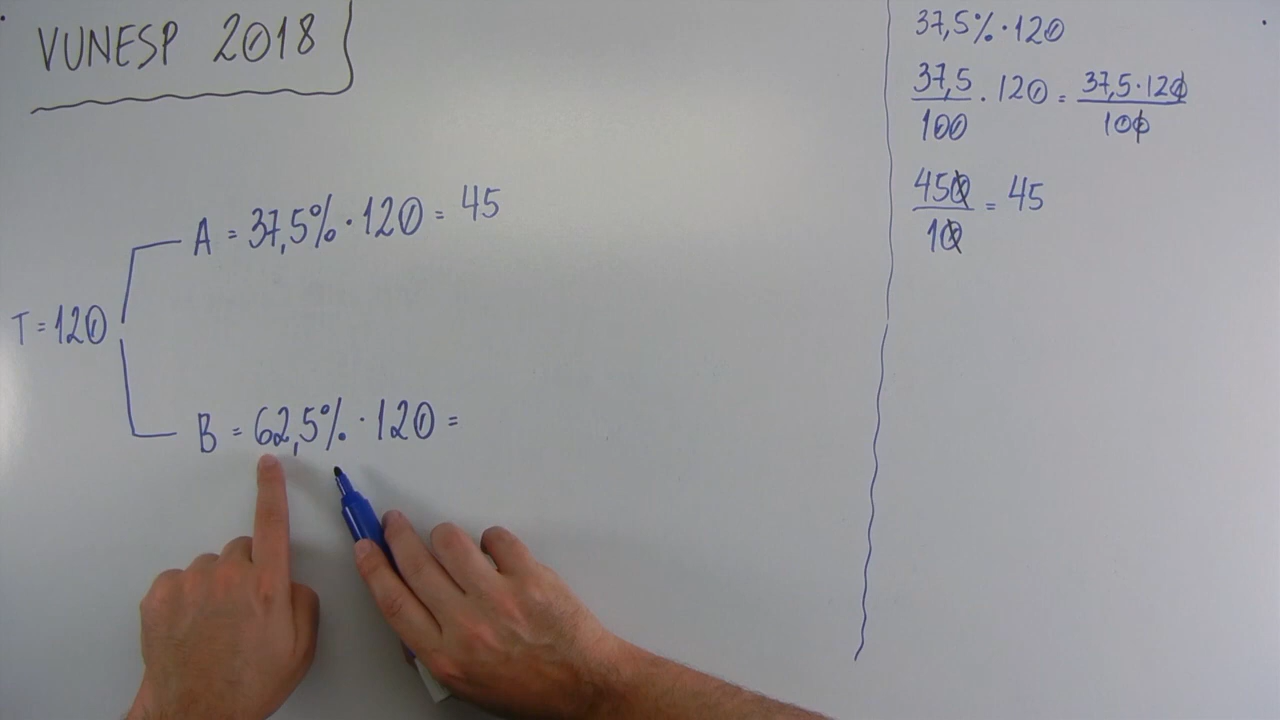 VUNESP 2018
T = 120
A = 37,5% · 120 = 45
B = 62,5% · 120 =
37,5% · 120
37,5/100 · 120 = 37,5 · 120/100
450/10 = 45